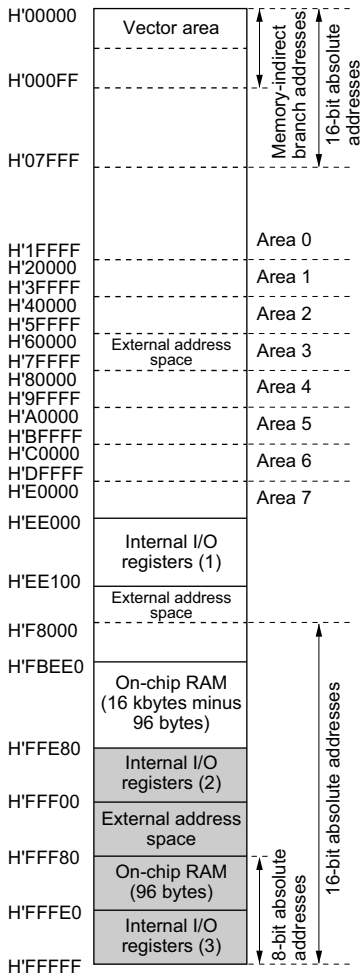 H'00000
Vector area
H'000FF
Memory-indirect
branch addresses
16-bit absolute
addresses
H'07FFF
Area 0
H'1FFFF
H'20000
Area 1
H'3FFFF
H'40000
Area 2
H'5FFFF
H'60000
External address
space
Area 3
H'7FFFF
H'80000
Area 4
H'9FFFF
H'A0000
Area 5
H'BFFFF
H'C0000
Area 6
H'DFFFF
H'E0000
Area 7
H'EE000
Internal I/O
registers (1)
H'EE100
External address
space
H'F8000
H'FBEE0
On-chip RAM
(16 kbytes minus
96 bytes)
16-bit absolute addresses
H'FFE80
Internal I/O
registers (2)
H'FFF00
External address
space
H'FFF80
On-chip RAM
(96 bytes)
8-bit absolute
addresses
H'FFFE0
Internal I/O
registers (3)
H'FFFFF